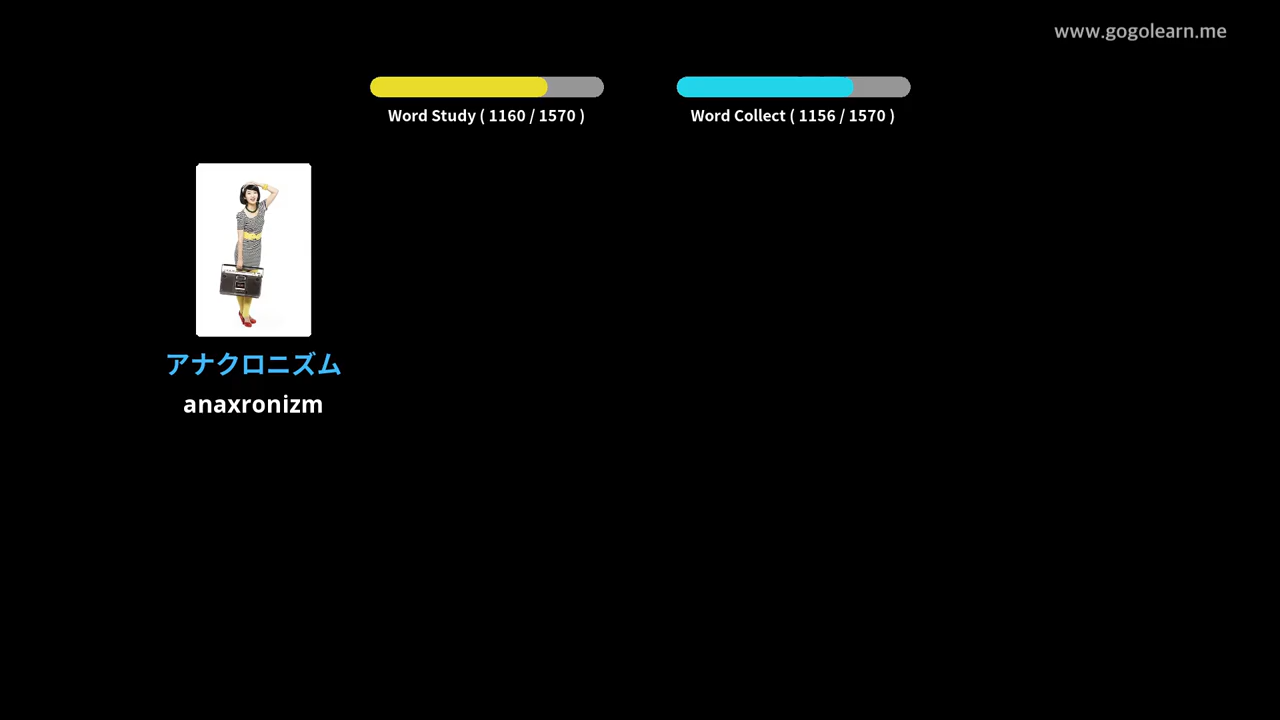 www.gogolearn.me
Word Study ( 1160 / 1570 )
Word Collect ( 1156 / 1570 )
アナクロニズム
anaxronizm